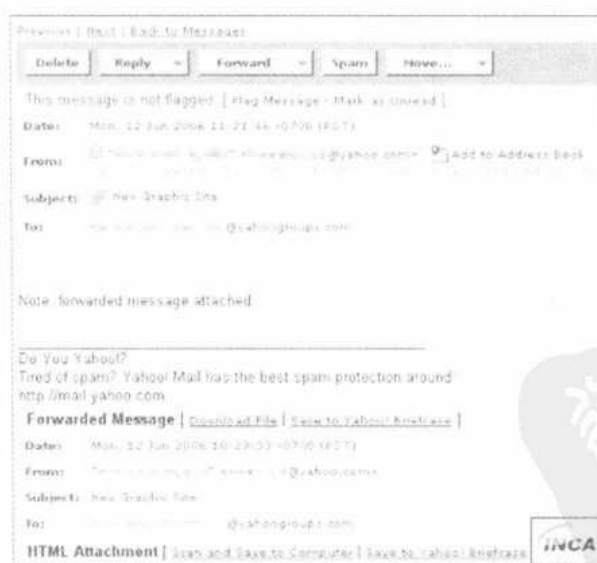 Previous | Next | Back to Messages
Delete Reply Forward Spam Move...
This message is not flagged. [ Flag Message - Mark as Unread ]
Date: Mon, 12 Jun 2006 11:21:46 -0700 (PDT)
From: @yahoo.com> Add to Address Book
Subject: New Graphic Site
To: @yahoogroups.com
Note: forwarded message attached.
Do You Yahoo!?
Tired of spam? Yahoo! Mail has the best spam protection around
http://mail.yahoo.com
Forwarded Message [ Download File | Save to Yahoo! Briefcase ]
Date: Mon, 12 Jun 2006 -0700 (PDT)
From: @yahoo.com>
Subject: New Graphic Site
To: @yahoogroups.com
HTML Attachment [ Scan and Save to Computer | Save to Yahoo! Briefcase
INCA